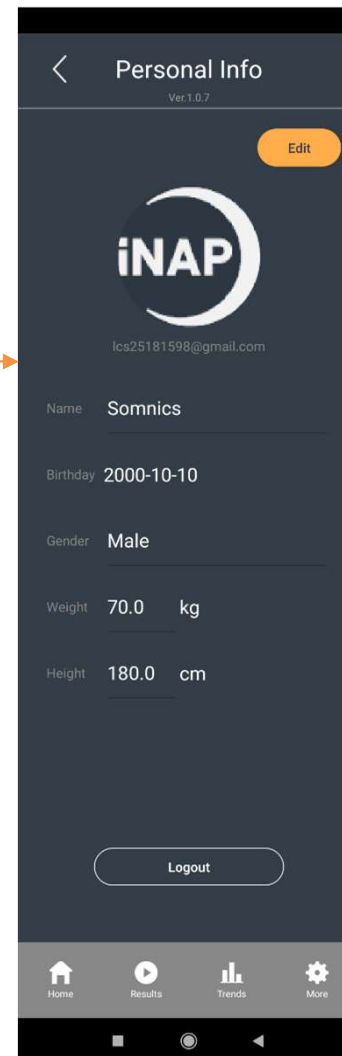 Personal Info
Ver.1.0.7
Edit
iNAP
lcs25181598@gmail.com
Name Somnics
Birthday 2000-10-10
Gender Male
Weight 70.0 kg
Height 180.0 cm
Logout
Home Results Trends More